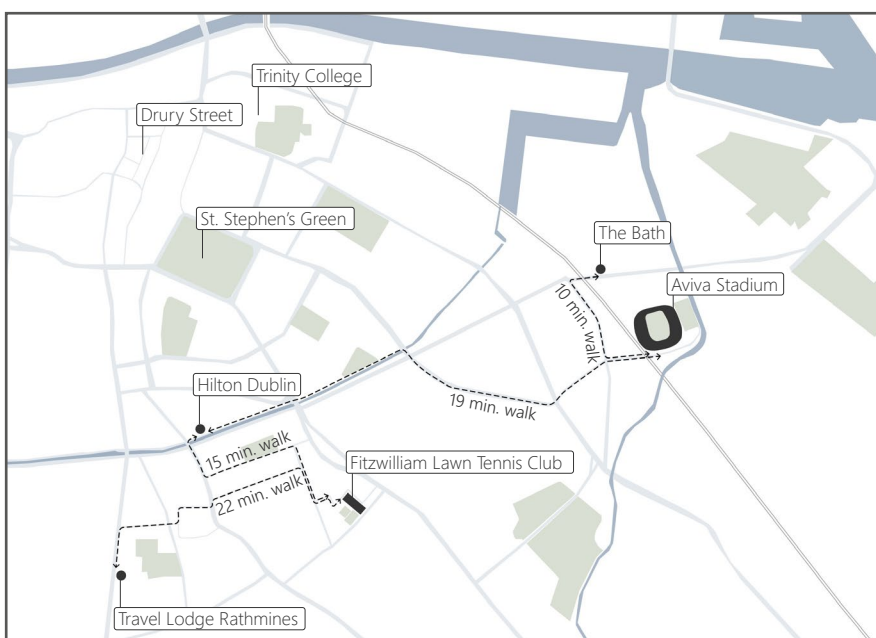 Trinity College
Drury Street
St. Stephen's Green
The Bath
Aviva Stadium
10 min. walk
Hilton Dublin
19 min. walk
15 min. walk
Fitzwilliam Lawn Tennis Club
22 min. walk
Travel Lodge Rathmines